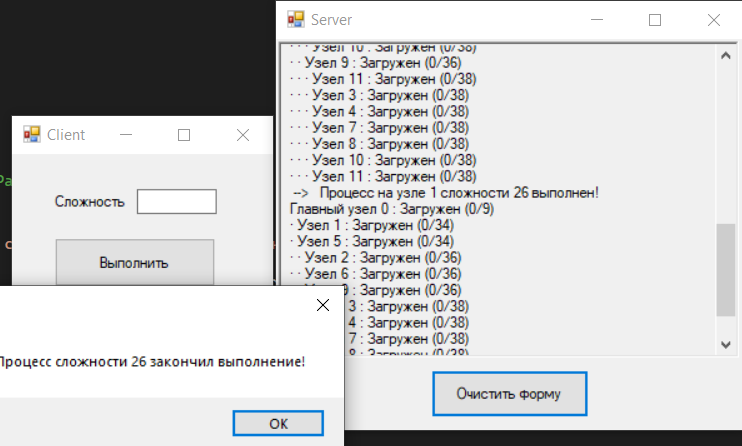 Server
· · · Узел 10 : Загружен (0/38)
· · Узел 9 : Загружен (0/36)
· · · Узел 11 : Загружен (0/38)
· · · Узел 3 : Загружен (0/38)
· · · Узел 4 : Загружен (0/38)
· · · Узел 7 : Загружен (0/38)
· · · Узел 8 : Загружен (0/38)
· · · Узел 10 : Загружен (0/38)
· · · Узел 11 : Загружен (0/38)
--> Процесс на узле 1 сложности 26 выполнен!
Главный узел 0 : Загружен (0/9)
· Узел 1 : Загружен (0/34)
· Узел 5 : Загружен (0/34)
· · Узел 2 : Загружен (0/36)
· · Узел 6 : Загружен (0/36)
9 : Загружен (0/36)
3 : Загружен (0/38)
4 : Загружен (0/38)
7 : Загружен (0/38)
8 : Загружен (0/38)
Очистить форму
Client
Сложность
Выполнить
Процесс сложности 26 закончил выполнение!
OK